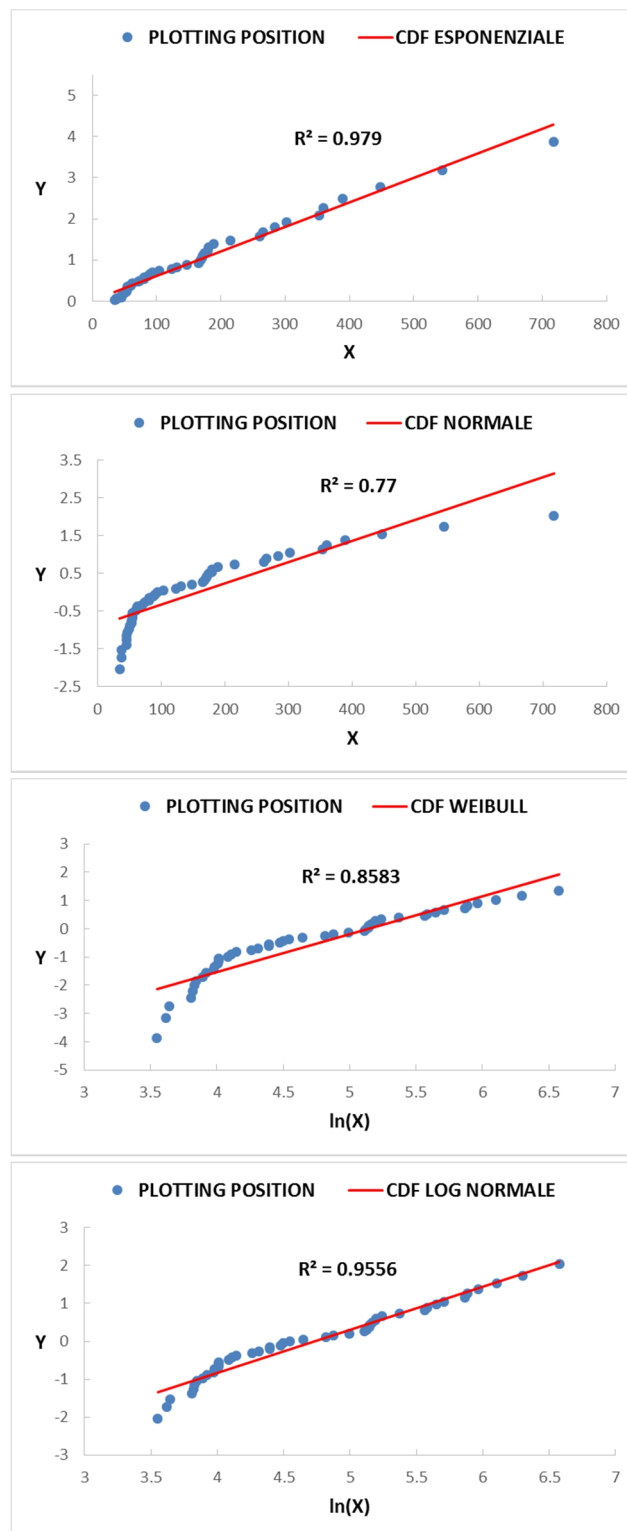 PLOTTING POSITION CDF ESPONENZIALE
5
R² = 0.979
4
Y
3
2
1
0
0 100 200 300 400 500 600 700 800
X
PLOTTING POSITION CDF NORMALE
3.5
R² = 0.77
2.5
1.5
Y
0.5
-0.5
-1.5
-2.5
0 100 200 300 400 500 600 700 800
X
PLOTTING POSITION CDF WEIBULL
3
2
R² = 0.8583
1
0
Y
-1
-2
-3
-4
-5
3 3.5 4 4.5 5 5.5 6 6.5 7
ln(X)
PLOTTING POSITION CDF LOG NORMALE
3
R² = 0.9556
2
1
Y
0
-1
-2
-3
3 3.5 4 4.5 5 5.5 6 6.5 7
ln(X)